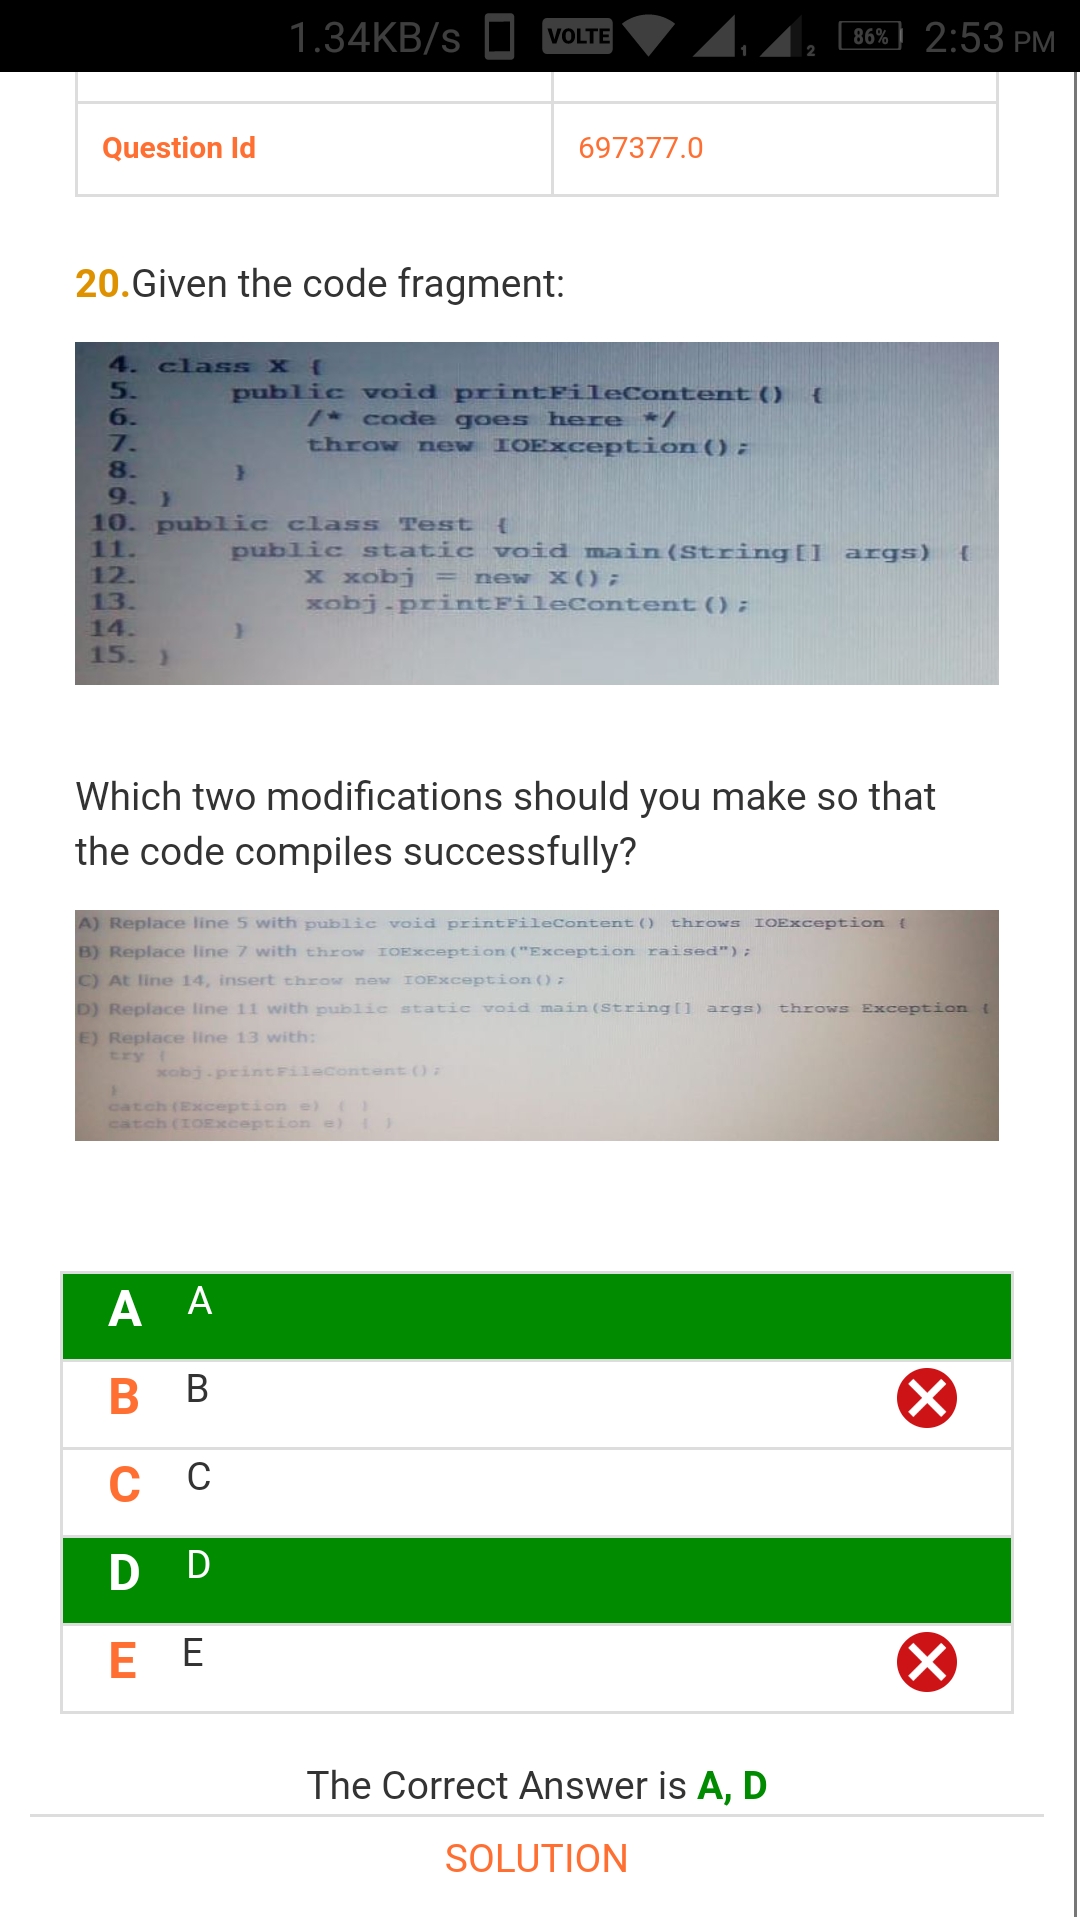 1.34KB/s VOLTE 1 2 86% 2:53 PM
Question Id 697377.0
20.Given the code fragment:
4. class X {
5. public void printFileContent() {
6. /* code goes here */
7. throw new IOException();
8. }
9. }
10. public class Test {
11. public static void main(String[] args) {
12. X xobj = new X();
13. xobj.printFileContent();
14. }
15. }
Which two modifications should you make so that
the code compiles successfully?
A) Replace line 5 with public void printFileContent() throws IOException {
B) Replace line 7 with throw IOException("Exception raised");
C) At line 14, insert throw new IOException();
D) Replace line 11 with public static void main(String[] args) throws Exception {
E) Replace line 13 with:
try {
xobj.printFileContent();
}
catch(Exception e) { }
catch(IOException e) { }
A A
B B
C C
D D
E E
The Correct Answer is A, D
SOLUTION